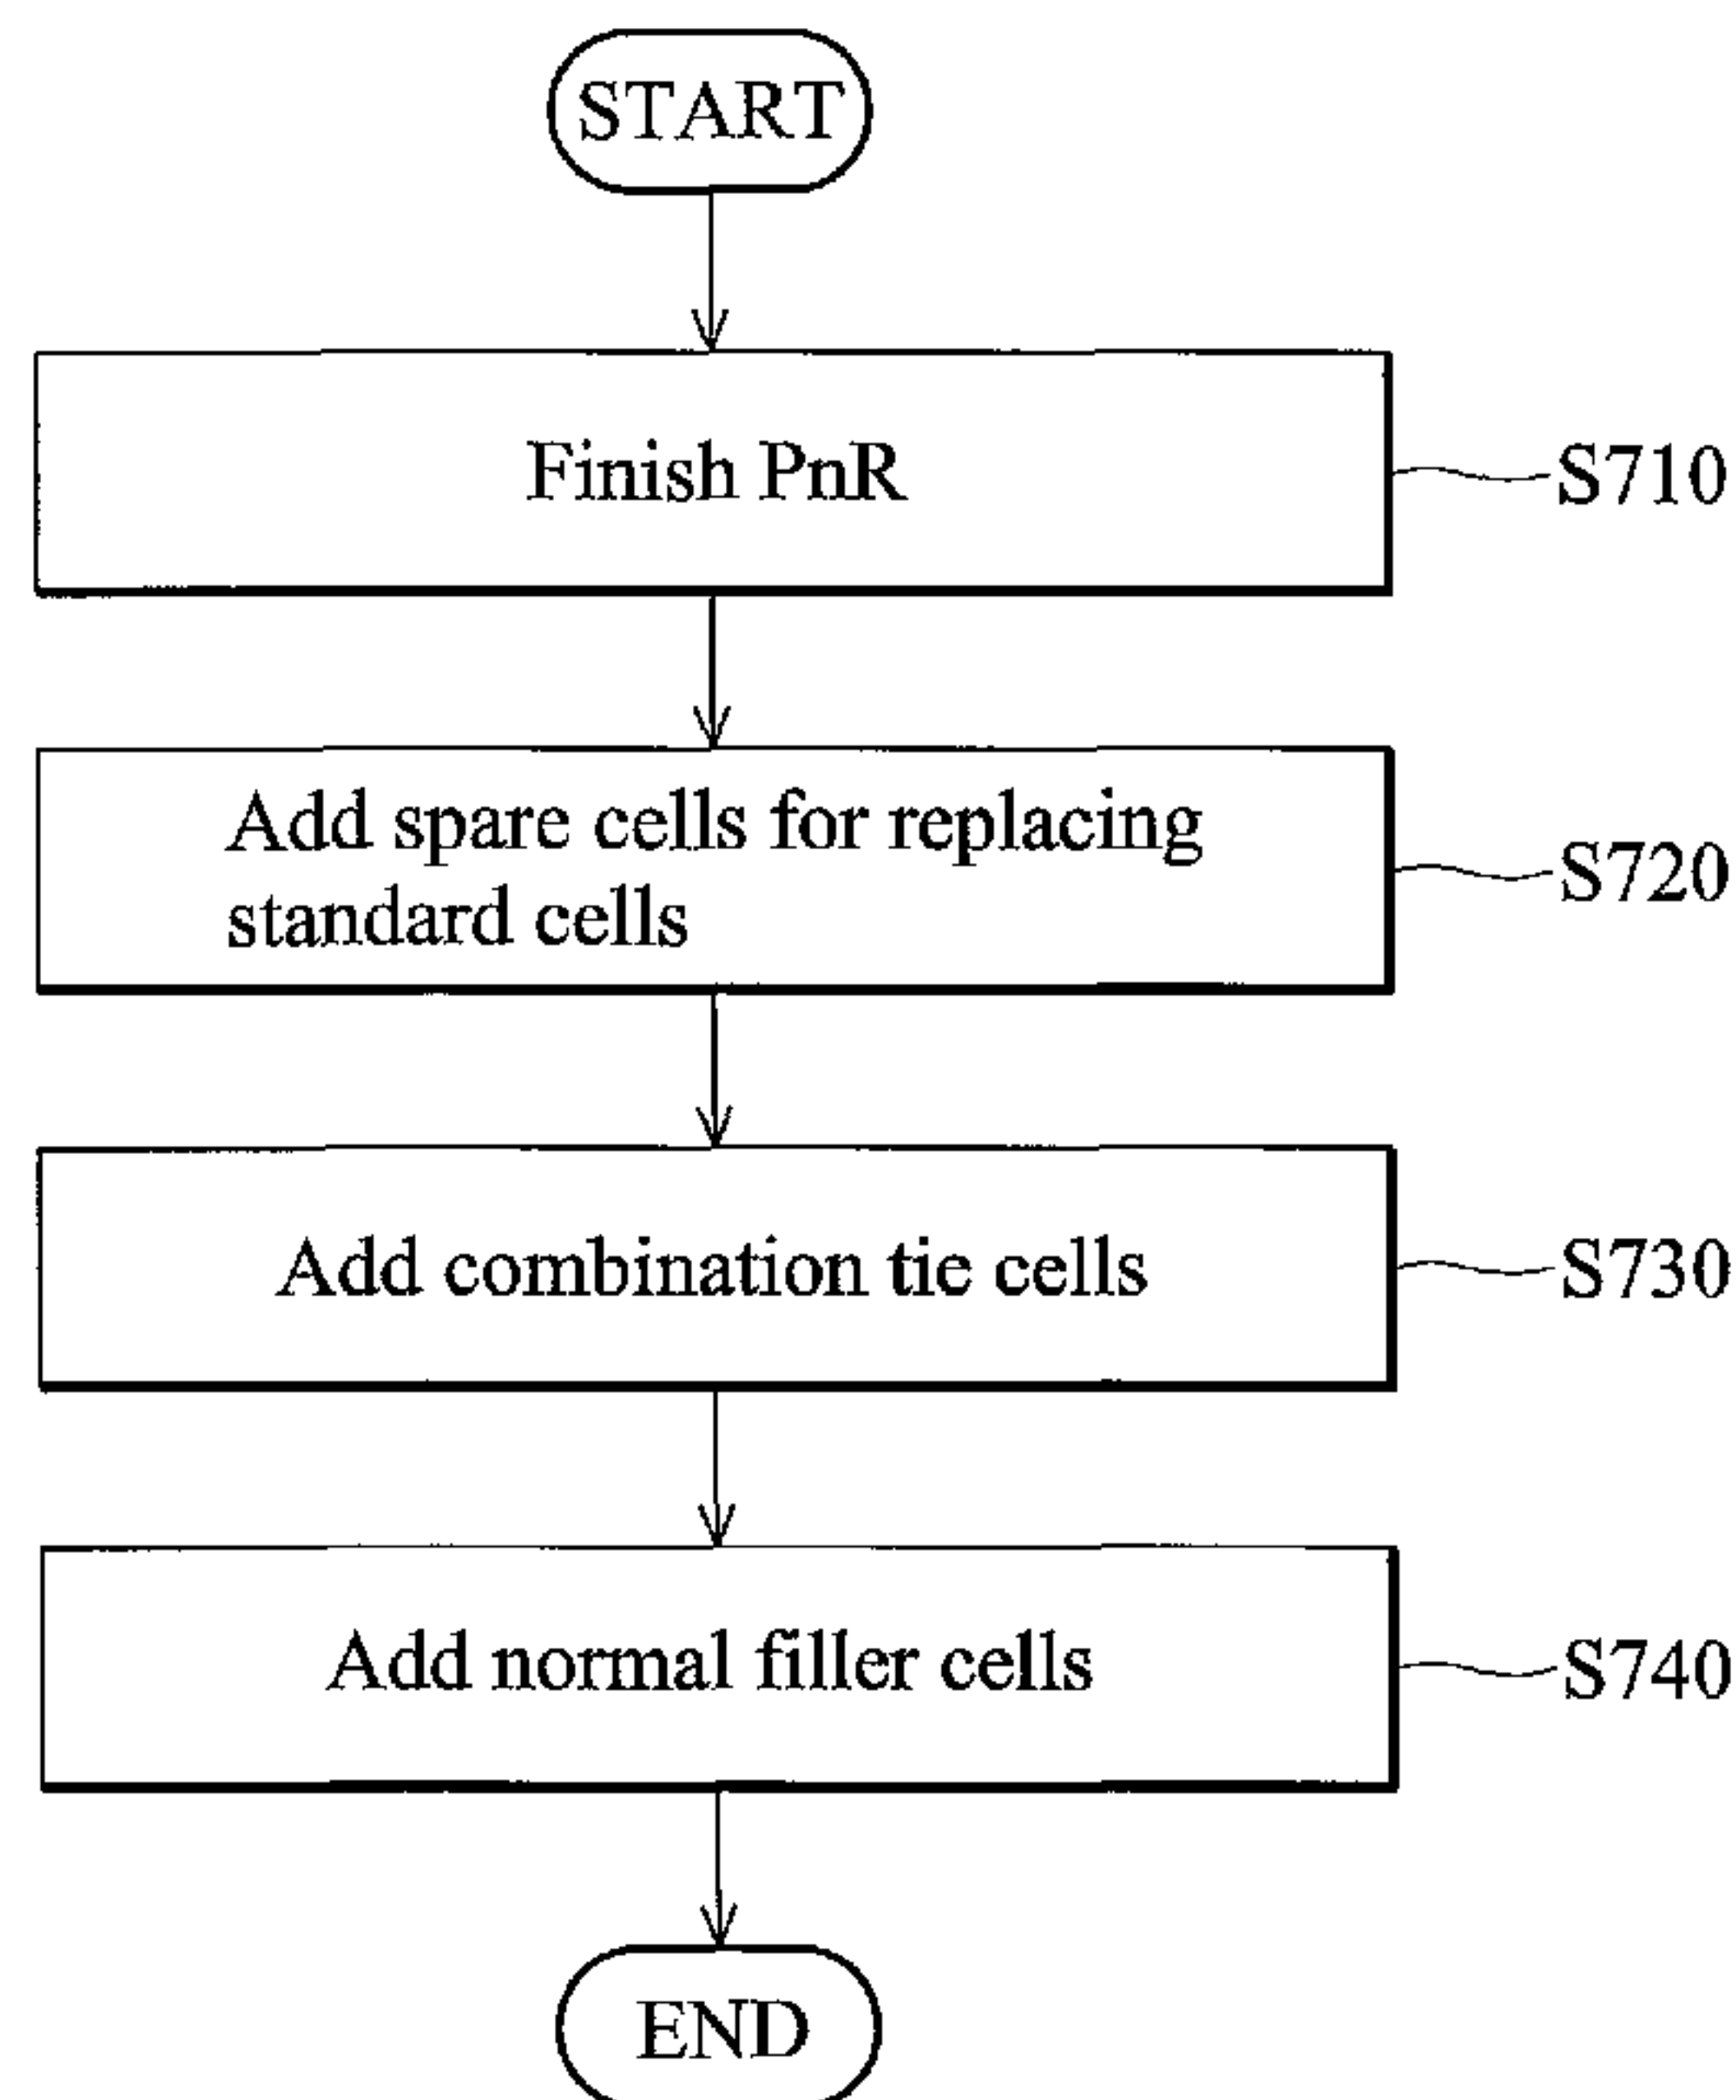 START
Finish PnR
S710
Add spare cells for replacing
standard cells
S720
Add combination tie cells
S730
Add normal filler cells
S740
END